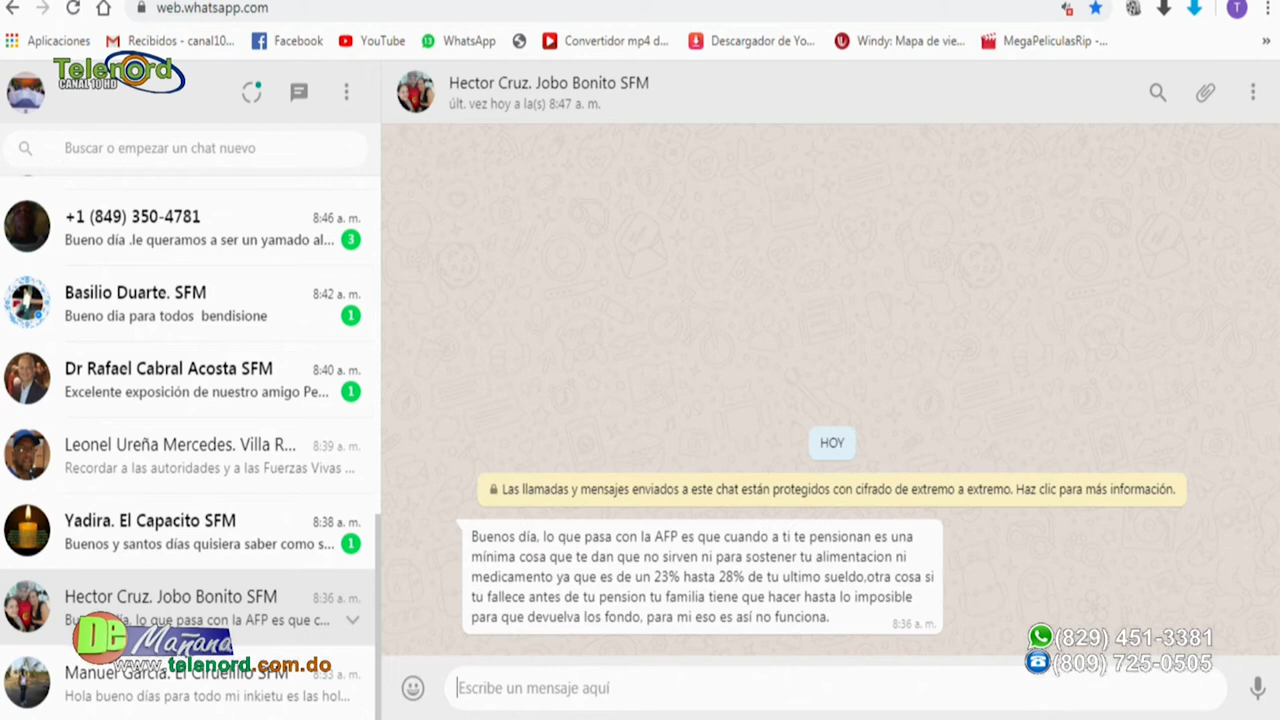 web.whatsapp.com
T
Aplicaciones
Recibidos - canal10...
Facebook
YouTube
WhatsApp
Convertidor mp4 d...
Descargador de Yo...
Windy: Mapa de vie...
MegaPeliculasRip -...
»
Telenord
CANAL 10 HD
Hector Cruz. Jobo Bonito SFM
últ. vez hoy a la(s) 8:47 a. m.
Buscar o empezar un chat nuevo
+1 (849) 350-4781 8:46 a. m.
Bueno día .le queramos a ser un yamado al... 3
Basilio Duarte. SFM 8:42 a. m.
Bueno dia para todos bendisione 1
Dr Rafael Cabral Acosta SFM 8:40 a. m.
Excelente exposición de nuestro amigo Pe... 1
Leonel Ureña Mercedes. Villa R... 8:39 a. m.
Recordar a las autoridades y a las Fuerzas Vivas ...
Yadira. El Capacito SFM 8:38 a. m.
Buenos y santos días quisiera saber como s... 1
Hector Cruz. Jobo Bonito SFM 8:36 a. m.
día, lo que pasa con la AFP es que c...
De Mañana
www.telenord.com.do
Manuel García. El Ciruelillo SFM 8:33 a. m.
Hola bueno días para todo mi inkietu es las hol...
HOY
Las llamadas y mensajes enviados a este chat están protegidos con cifrado de extremo a extremo. Haz clic para más información.
Buenos día, lo que pasa con la AFP es que cuando a ti te pensionan es una
mínima cosa que te dan que no sirven ni para sostener tu alimentacion ni
medicamento ya que es de un 23% hasta 28% de tu ultimo sueldo,otra cosa si
tu fallece antes de tu pension tu familia tiene que hacer hasta lo imposible
para que devuelva los fondo, para mi eso es así no funciona.
8:36 a. m.
(829) 451-3381
(809) 725-0505
Escribe un mensaje aquí